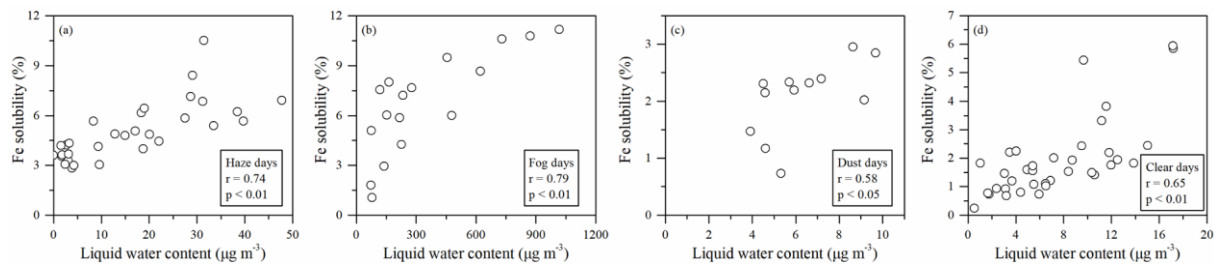 (a)
Fe solubility (%)
12
9
6
3
0
0 10 20 30 40 50
Liquid water content (μg m⁻³)
Haze days
r = 0.74
p < 0.01
(b)
Fe solubility (%)
12
9
6
3
0
0 300 600 900 1200
Liquid water content (μg m⁻³)
Fog days
r = 0.79
p < 0.01
(c)
Fe solubility (%)
3
2
1
0
0 2 4 6 8 10
Liquid water content (μg m⁻³)
Dust days
r = 0.58
p < 0.05
(d)
Fe solubility (%)
7
6
5
4
3
2
1
0
0 4 8 12 16 20
Liquid water content (μg m⁻³)
Clear days
r = 0.65
p < 0.01